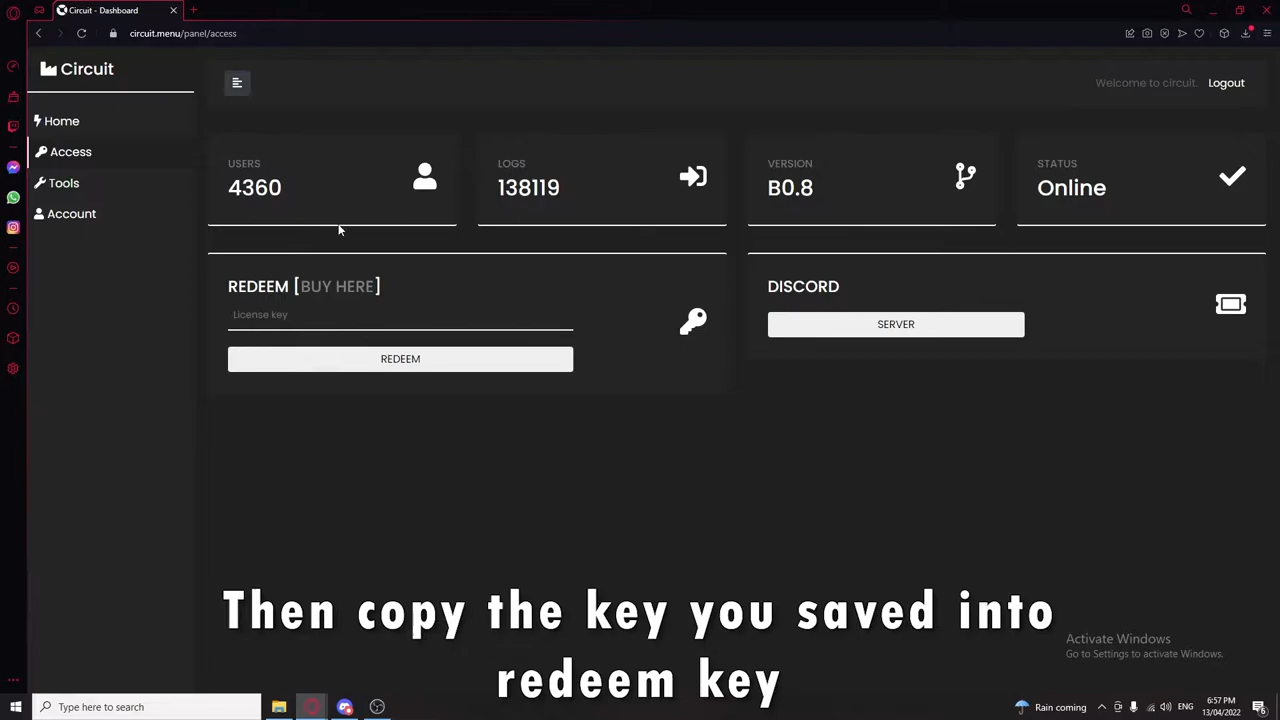 Circuit - Dashboard
circuit.menu/panel/access
Circuit
Welcome to circuit.
Logout
Home
Access
Tools
Account
USERS
4360
LOGS
138119
VERSION
B0.8
STATUS
Online
REDEEM [BUY HERE]
License key
REDEEM
DISCORD
SERVER
Then copy the key you saved into
redeem key
Activate Windows
Go to Settings to activate Windows.
Type here to search
Rain coming
ENG
6:57 PM
13/04/2022
6